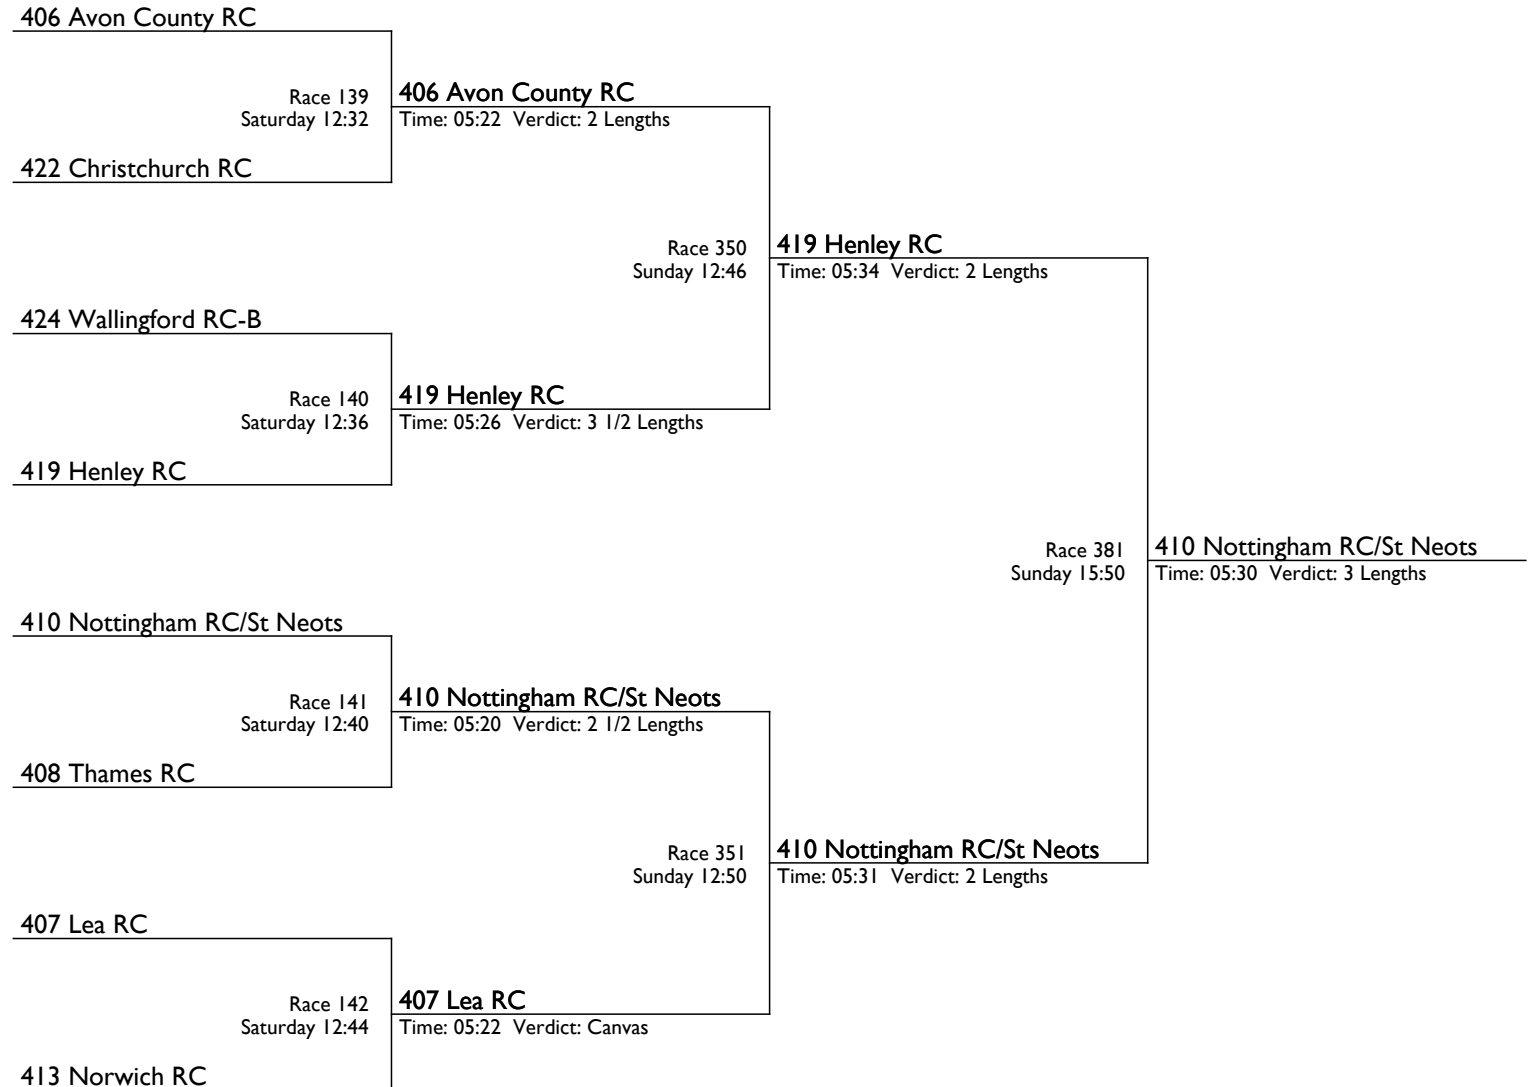 406 Avon County RC
Race 139
Saturday 12:32
406 Avon County RC
Time: 05:22 Verdict: 2 Lengths
422 Christchurch RC
Race 350
Sunday 12:46
419 Henley RC
Time: 05:34 Verdict: 2 Lengths
424 Wallingford RC-B
Race 140
Saturday 12:36
419 Henley RC
Time: 05:26 Verdict: 3 1/2 Lengths
419 Henley RC
Race 381
Sunday 15:50
410 Nottingham RC/St Neots
Time: 05:30 Verdict: 3 Lengths
410 Nottingham RC/St Neots
Race 141
Saturday 12:40
410 Nottingham RC/St Neots
Time: 05:20 Verdict: 2 1/2 Lengths
408 Thames RC
Race 351
Sunday 12:50
410 Nottingham RC/St Neots
Time: 05:31 Verdict: 2 Lengths
407 Lea RC
Race 142
Saturday 12:44
407 Lea RC
Time: 05:22 Verdict: Canvas
413 Norwich RC